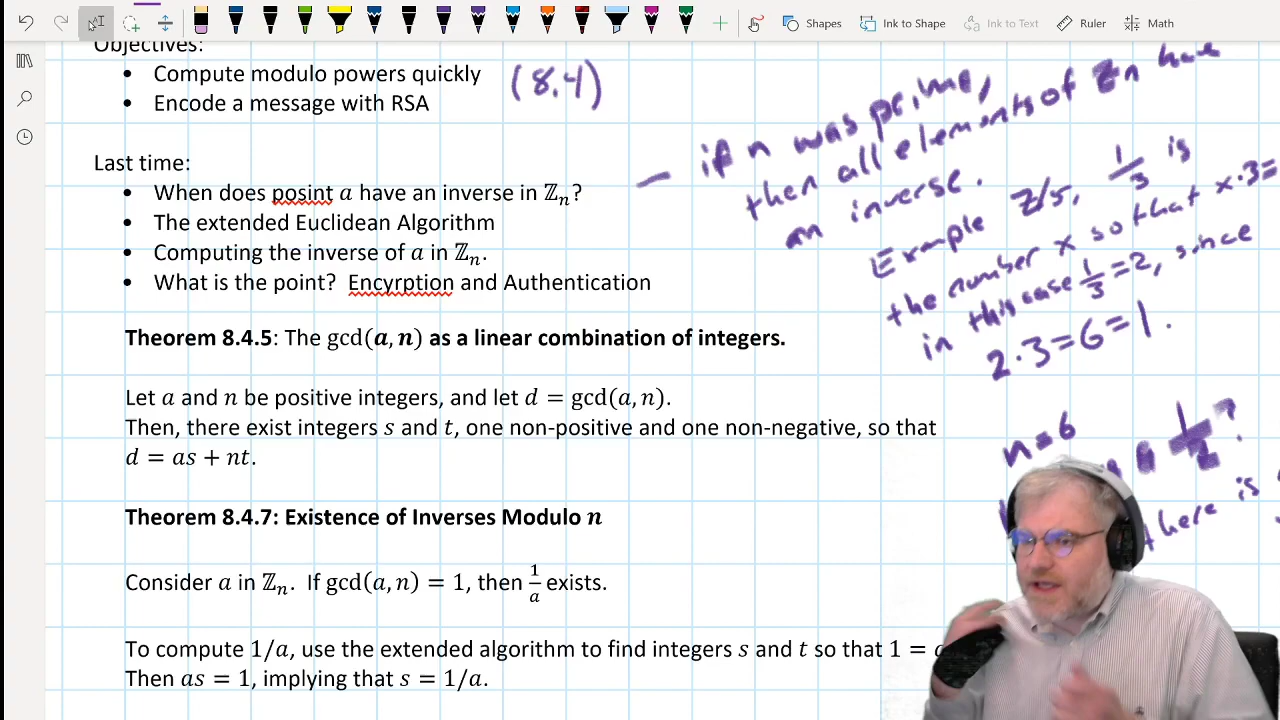 Shapes
Ink to Shape
Ink to Text
Ruler
Math
Objectives:
• Compute modulo powers quickly
• Encode a message with RSA
(8.4)
Last time:
• When does posint a have an inverse in ℤₙ?
• The extended Euclidean Algorithm
• Computing the inverse of a in ℤₙ.
• What is the point?  Encyrption and Authentication
Theorem 8.4.5: The gcd(a, n) as a linear combination of integers.
Let a and n be positive integers, and let d = gcd(a, n).
Then, there exist integers s and t, one non-positive and one non-negative, so that
d = as + nt.
Theorem 8.4.7: Existence of Inverses Modulo n
Consider a in ℤₙ.  If gcd(a, n) = 1, then 1/a exists.
To compute 1/a, use the extended algorithm to find integers s and t so that 1 =
Then as = 1, implying that s = 1/a.
— if n was prime,
then all elements of Zn have
an inverse.
Example Z/5, 1/3 is
the number x so that x·3=
in this case 1/3=2, since
2·3=6=1.
n=6
1/2?
there is